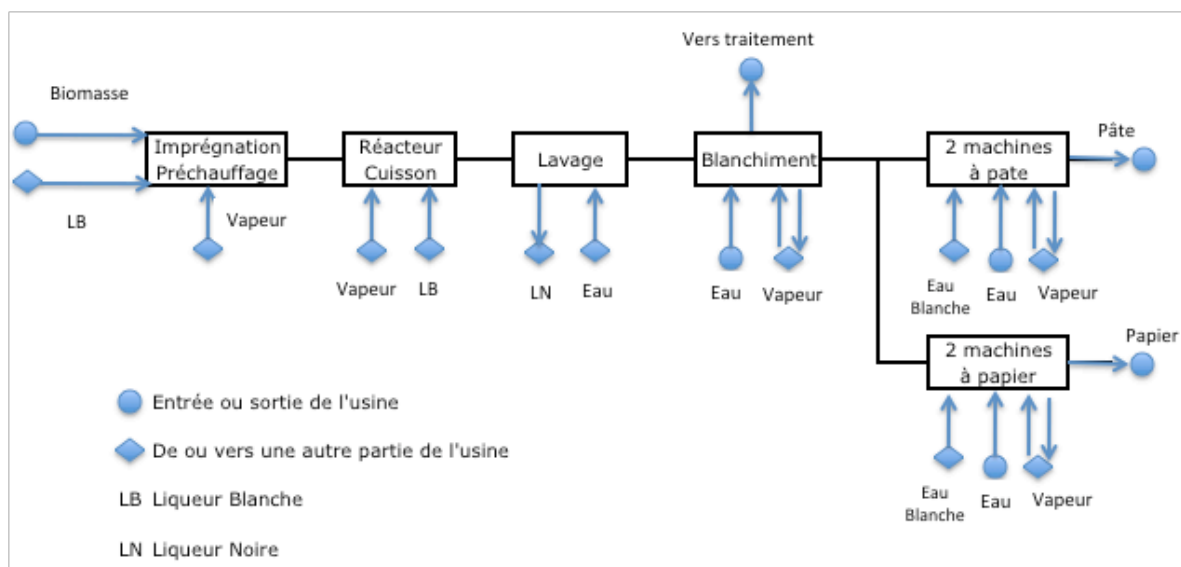 Vers traitement
Biomasse
Imprégnation
Préchauffage
Réacteur
Cuisson
Lavage
Blanchiment
2 machines
à pate
Pâte
LB
Vapeur
Vapeur
LB
LN
Eau
Eau
Vapeur
Eau
Blanche
Eau
Vapeur
2 machines
à papier
Papier
Eau
Blanche
Eau
Vapeur
Entrée ou sortie de l'usine
De ou vers une autre partie de l'usine
LB Liqueur Blanche
LN Liqueur Noire